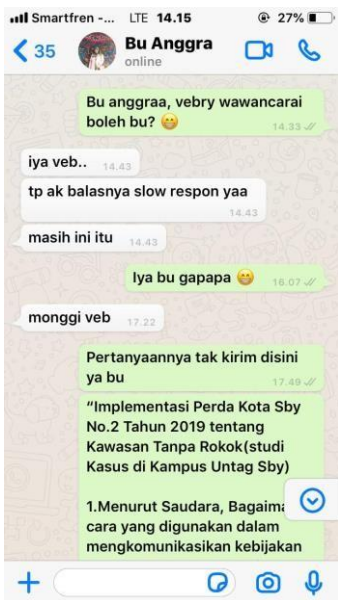 Smartfren -... LTE 14.15 27%
35
Bu Anggra
online
Bu anggraa, vebry wawancarai
boleh bu? 😀
14.33
iya veb.. 14.43
tp ak balasnya slow respon yaa
14.43
masih ini itu 14.43
Iya bu gapapa 😀 16.07
monggi veb 17.22
Pertanyaannya tak kirim disini
ya bu
17.49
"Implementasi Perda Kota Sby
No.2 Tahun 2019 tentang
Kawasan Tanpa Rokok(studi
Kasus di Kampus Untag Sby)
1.Menurut Saudara, Bagaima
cara yang digunakan dalam
mengkomunikasikan kebijakan